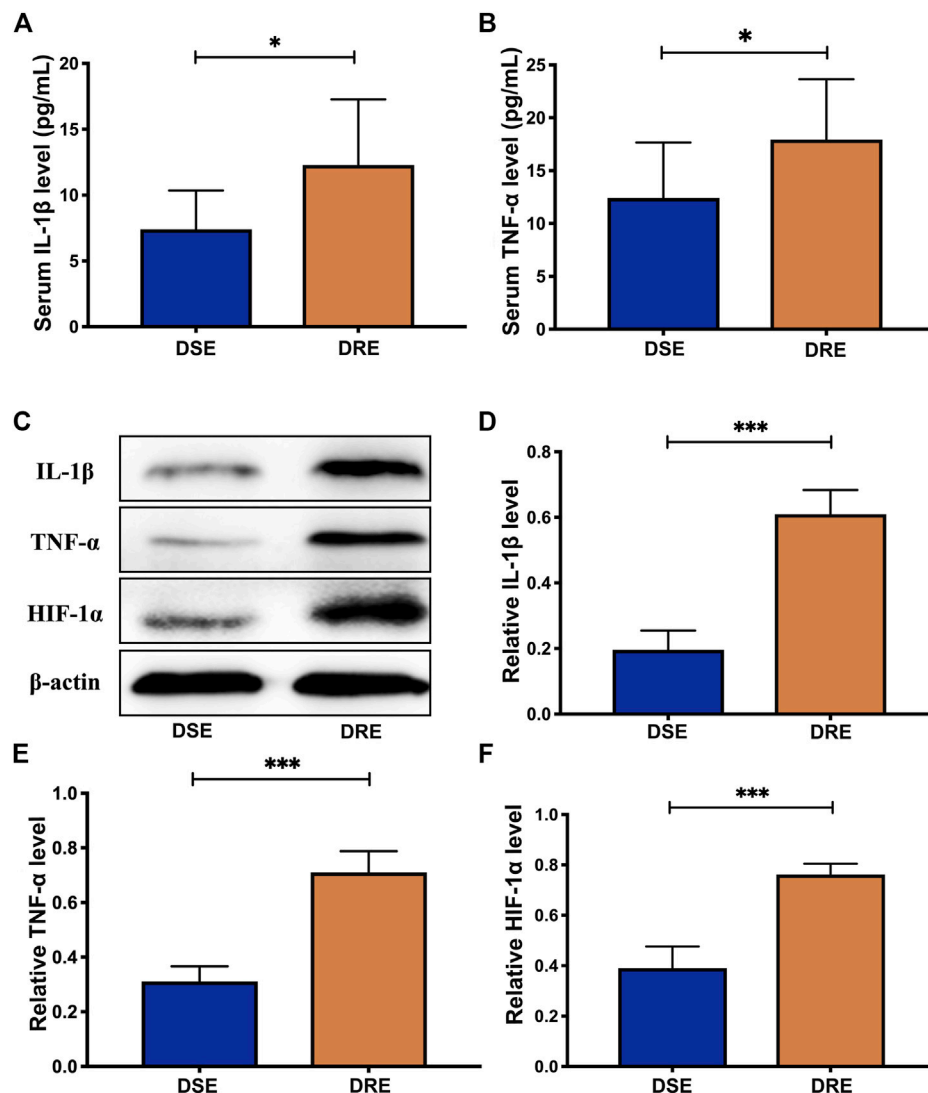 A
Serum IL-1β level (pg/mL)
20
15
10
5
0
*
DSE
DRE
B
Serum TNF-α level (pg/mL)
25
20
15
10
5
0
*
DSE
DRE
C
IL-1β
TNF-α
HIF-1α
β-actin
DSE
DRE
D
Relative IL-1β level
0.8
0.6
0.4
0.2
0.0
***
DSE
DRE
E
Relative TNF-α level
1.0
0.8
0.6
0.4
0.2
0.0
***
DSE
DRE
F
Relative HIF-1α level
1.0
0.8
0.6
0.4
0.2
0.0
***
DSE
DRE